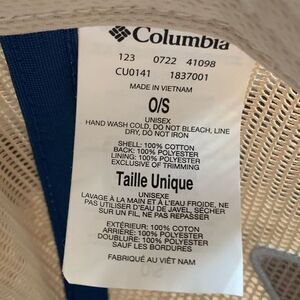 Columbia
123 0722 41098
CU0141 1837001
MADE IN VIETNAM
O/S
UNISEX
HAND WASH COLD, DO NOT BLEACH, LINE
DRY, DO NOT IRON
SHELL: 100% COTTON
BACK: 100% POLYESTER
LINING: 100% POLYESTER
EXCLUSIVE OF TRIMMING
Taille Unique
UNISEXE
LAVAGE À LA MAIN ET À L'EAU FROIDE, NE
PAS UTILISER D'EAU DE JAVEL, SÉCHER
SUR UN FIL, NE PAS REPASSER
EXTÉRIEUR: 100% COTON
ARRIÈRE: 100% POLYESTER
DOUBLURE: 100% POLYESTER
SAUF LES BORDURES
FABRIQUÉ AU VIÊT NAM